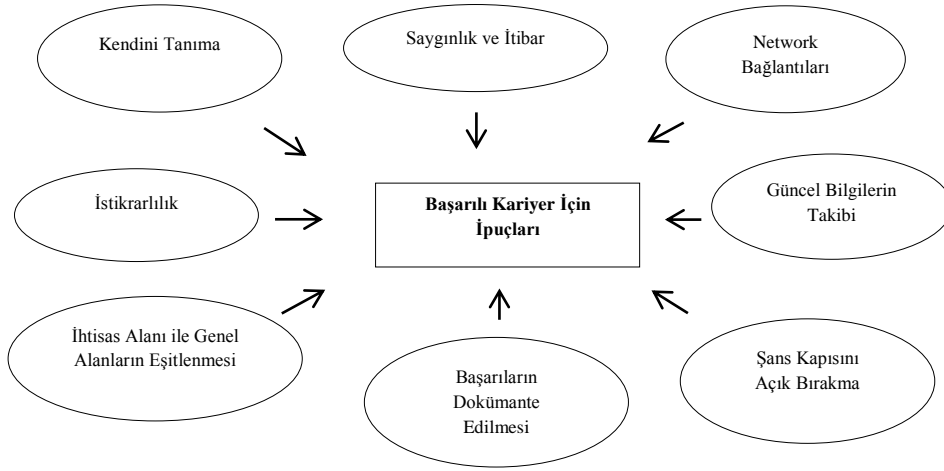 Kendini Tanıma
Saygınlık ve İtibar
Network
Bağlantıları
İstikrarlılık
Başarılı Kariyer İçin
İpuçları
Güncel Bilgilerin
Takibi
İhtisas Alanı ile Genel
Alanların Eşitlenmesi
Başarıların
Dokümante
Edilmesi
Şans Kapısını
Açık Bırakma